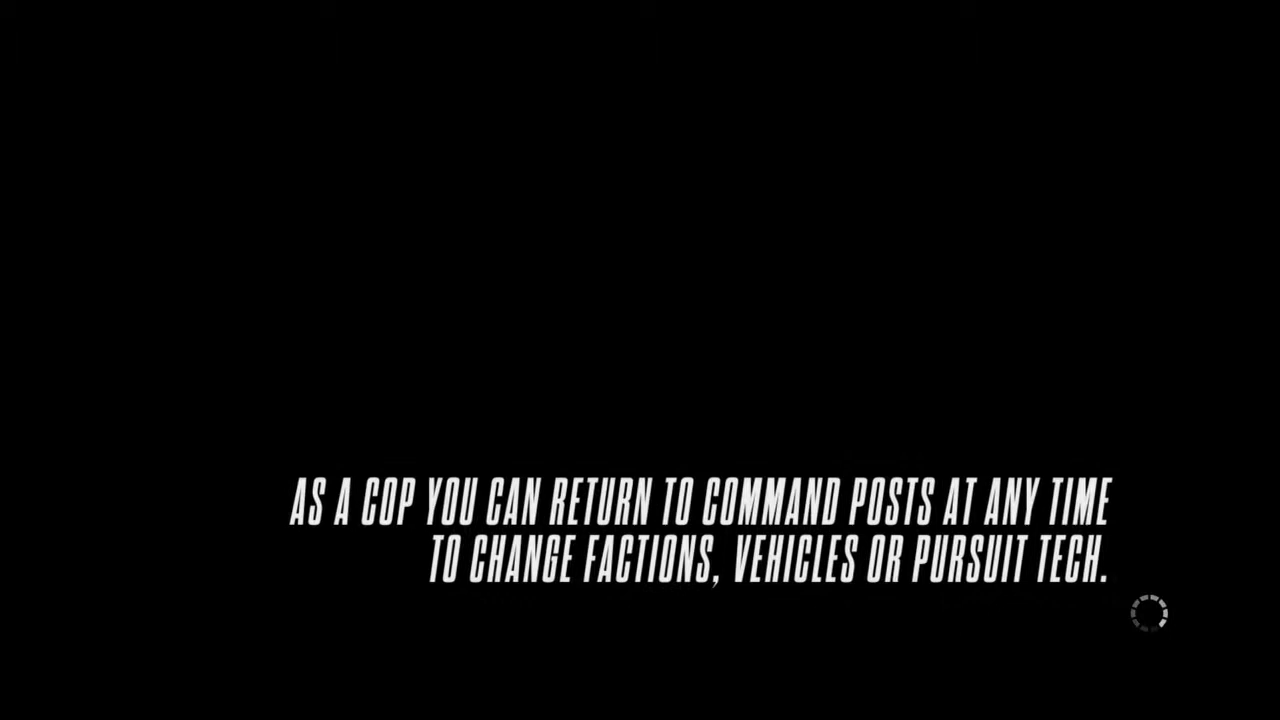 AS A COP YOU CAN RETURN TO COMMAND POSTS AT ANY TIME
TO CHANGE FACTIONS, VEHICLES OR PURSUIT TECH.